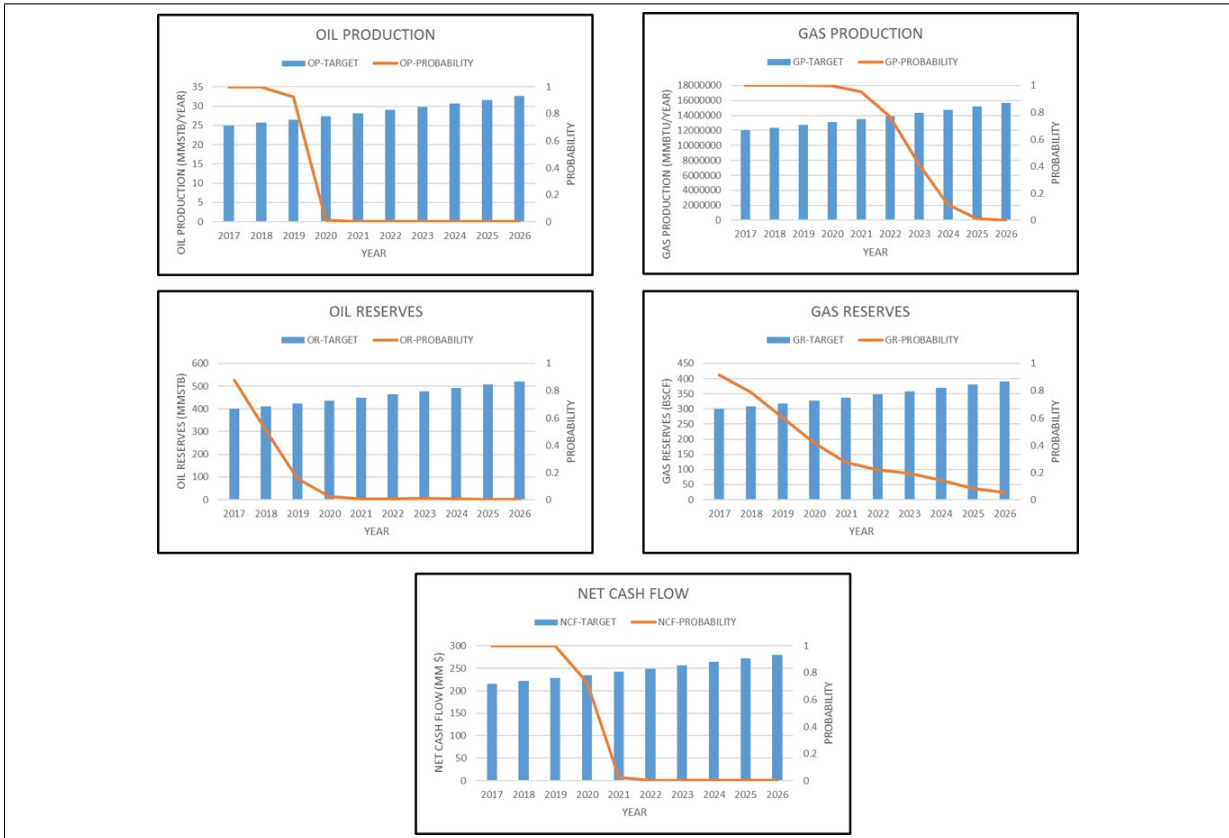 OIL PRODUCTION
OP-TARGET OP-PROBABILITY
OIL PRODUCTION (MMSTB/YEAR)
35
30
25
20
15
10
5
0
1
0.8
0.6
0.4
0.2
0
PROBABILITY
2017 2018 2019 2020 2021 2022 2023 2024 2025 2026
YEAR
GAS PRODUCTION
GP-TARGET GP-PROBABILITY
GAS PRODUCTION (MMBTU/YEAR)
18000000
16000000
14000000
12000000
10000000
8000000
6000000
4000000
2000000
0
1
0.8
0.6
0.4
0.2
0
PROBABILITY
2017 2018 2019 2020 2021 2022 2023 2024 2025 2026
YEAR
OIL RESERVES
OR-TARGET OR-PROBABILITY
OIL RESERVES (MMSTB)
600
500
400
300
200
100
0
1
0.8
0.6
0.4
0.2
0
PROBABILITY
2017 2018 2019 2020 2021 2022 2023 2024 2025 2026
YEAR
GAS RESERVES
GR-TARGET GR-PROBABILITY
GAS RESERVES (BSCF)
450
400
350
300
250
200
150
100
50
0
1
0.8
0.6
0.4
0.2
0
PROBABILITY
2017 2018 2019 2020 2021 2022 2023 2024 2025 2026
YEAR
NET CASH FLOW
NCF-TARGET NCF-PROBABILITY
NET CASH FLOW (MM $)
300
250
200
150
100
50
0
1
0.8
0.6
0.4
0.2
0
PROBABILITY
2017 2018 2019 2020 2021 2022 2023 2024 2025 2026
YEAR